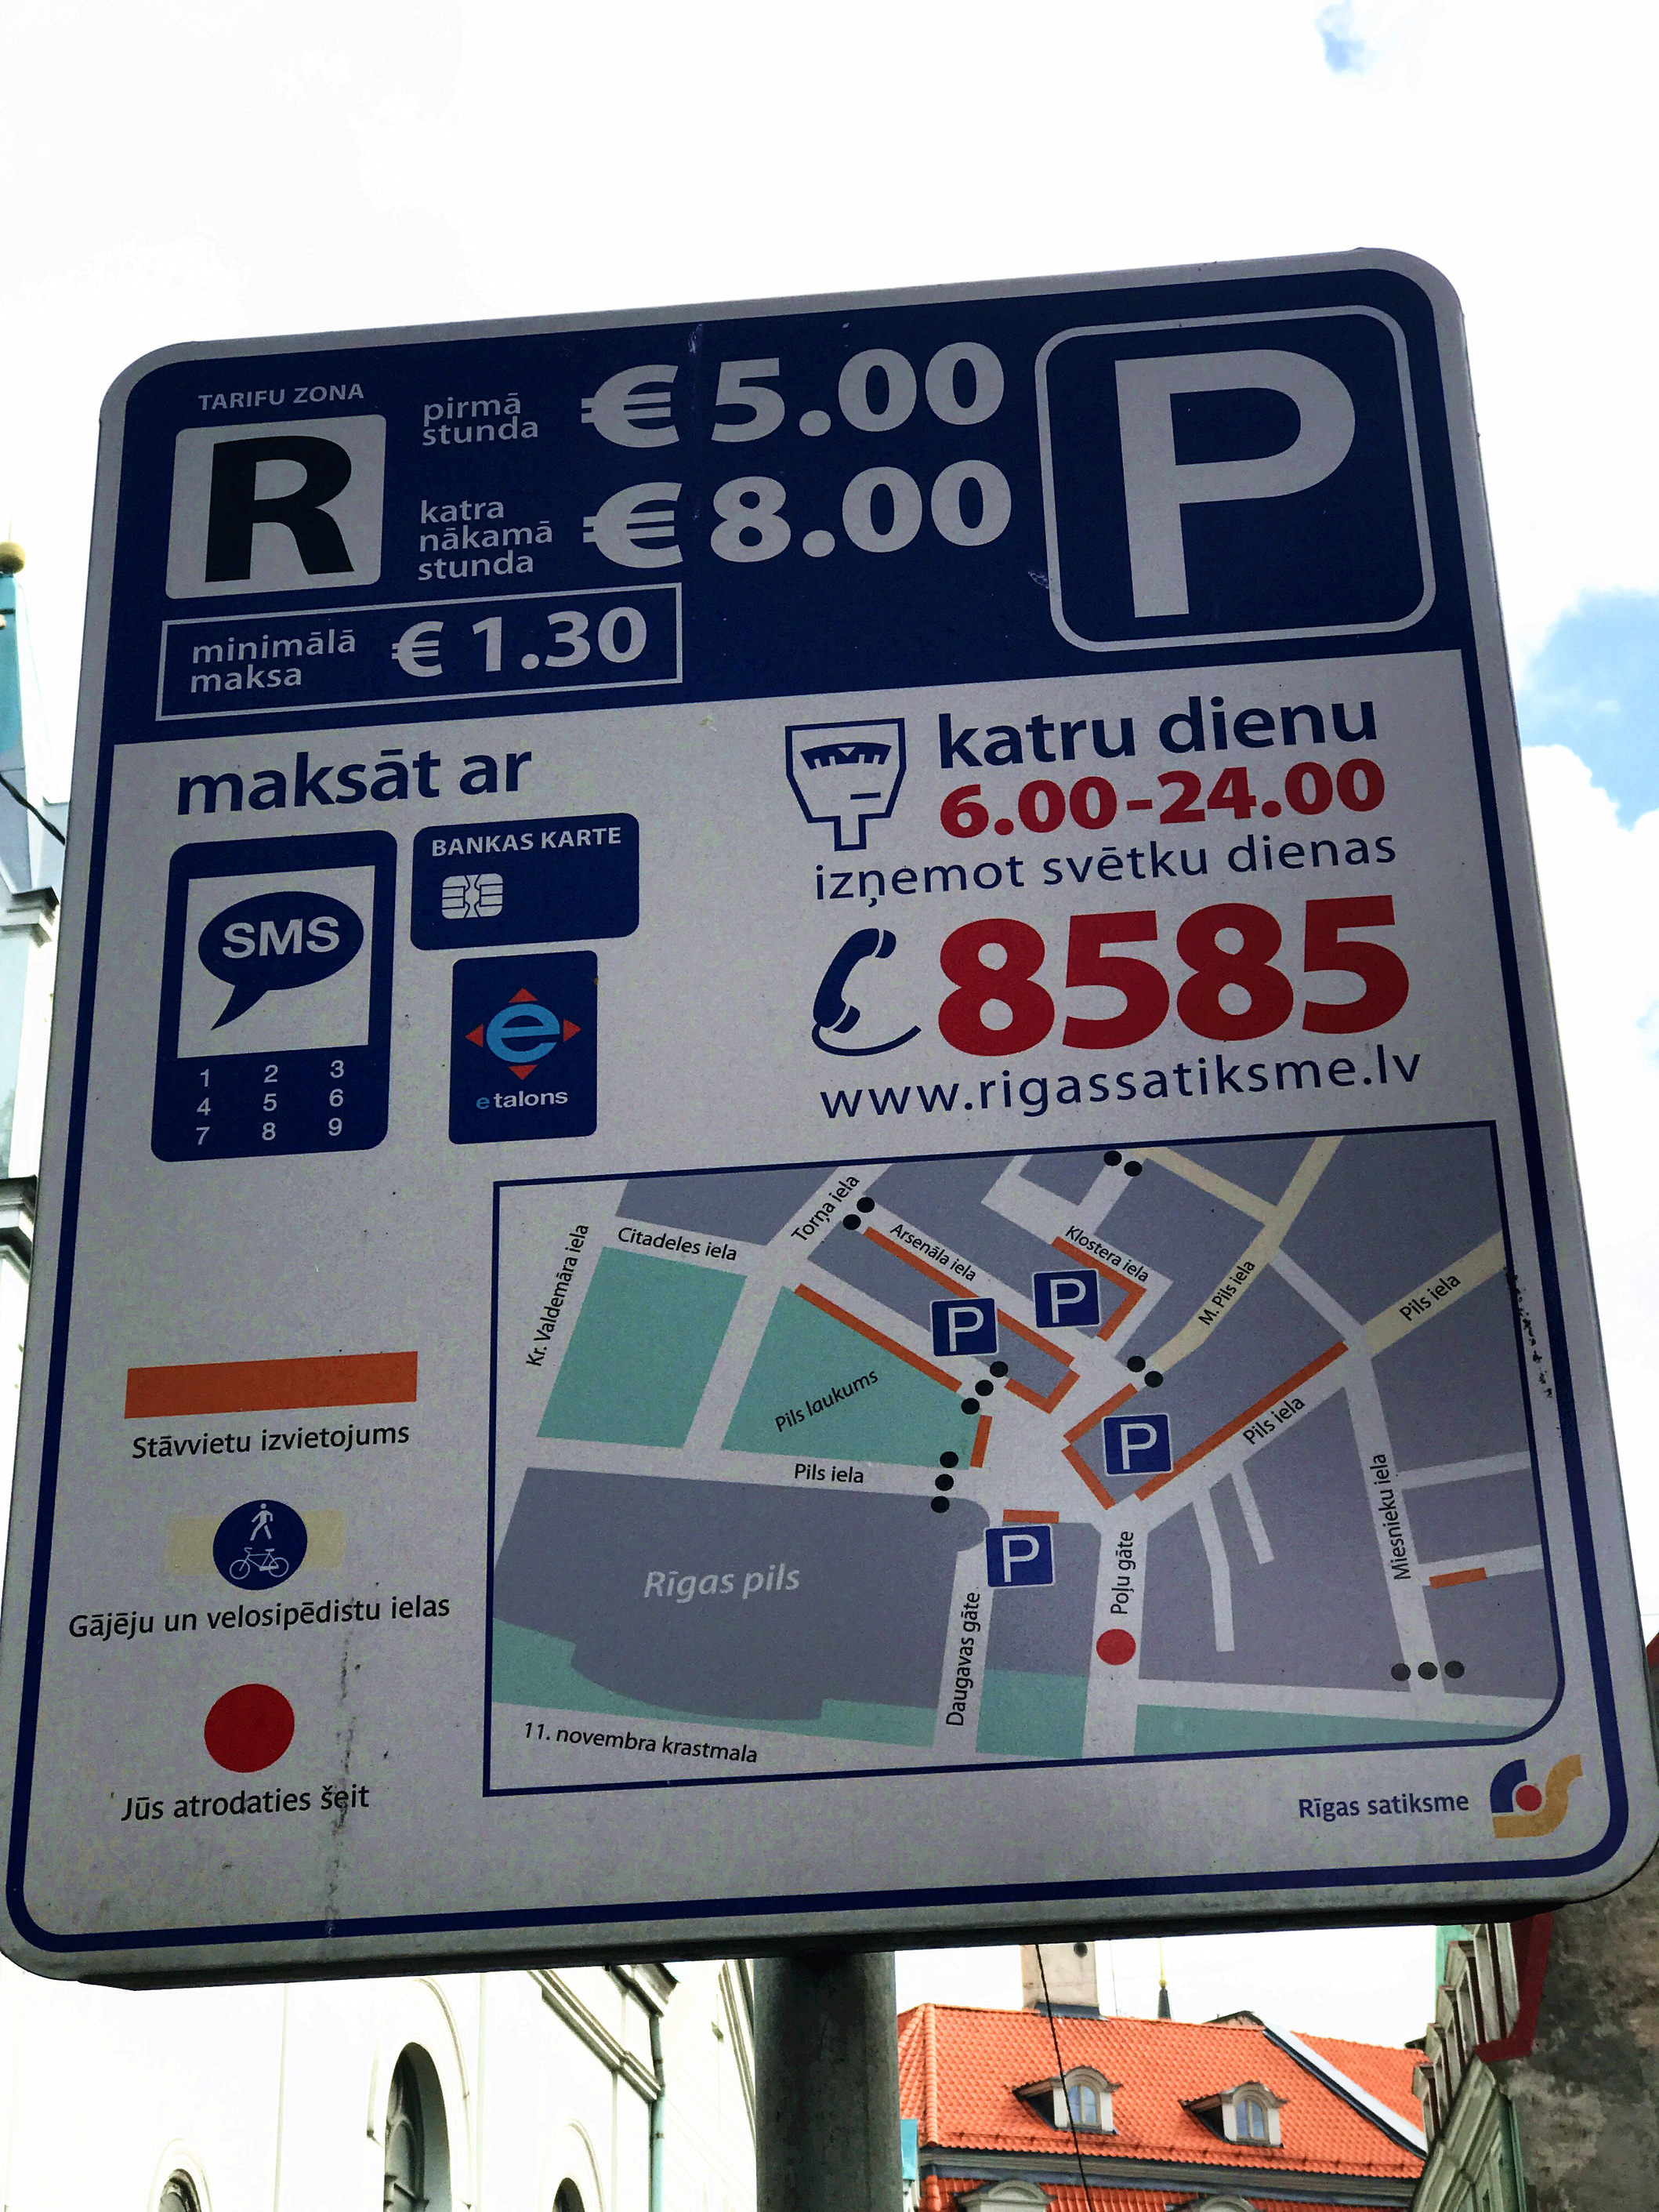 TARIFU ZONA
R
pirmā
stunda
€ 5.00
katra
nākamā
stunda
€ 8.00
minimālā
maksa
€ 1.30
P
maksāt ar
SMS
1 2 3
4 5 6
7 8 9
BANKAS KARTE
e
etalons
katru dienu
6.00-24.00
izņemot svētku dienas
8585
www.rigassatiksme.lv
Stāvvietu izvietojums
Gājēju un velosipēdistu ielas
Jūs atrodaties šeit
Kr. Valdemāra iela
Citadeles iela
Torņa iela
Arsenāla iela
Klostera iela
M. Pils iela
Pils iela
P
P
Pils laukums
P
Pils iela
Pils iela
Miesnieku iela
Rīgas pils
P
Daugavas gāte
Poļu gāte
11. novembra krastmala
Rīgas satiksme